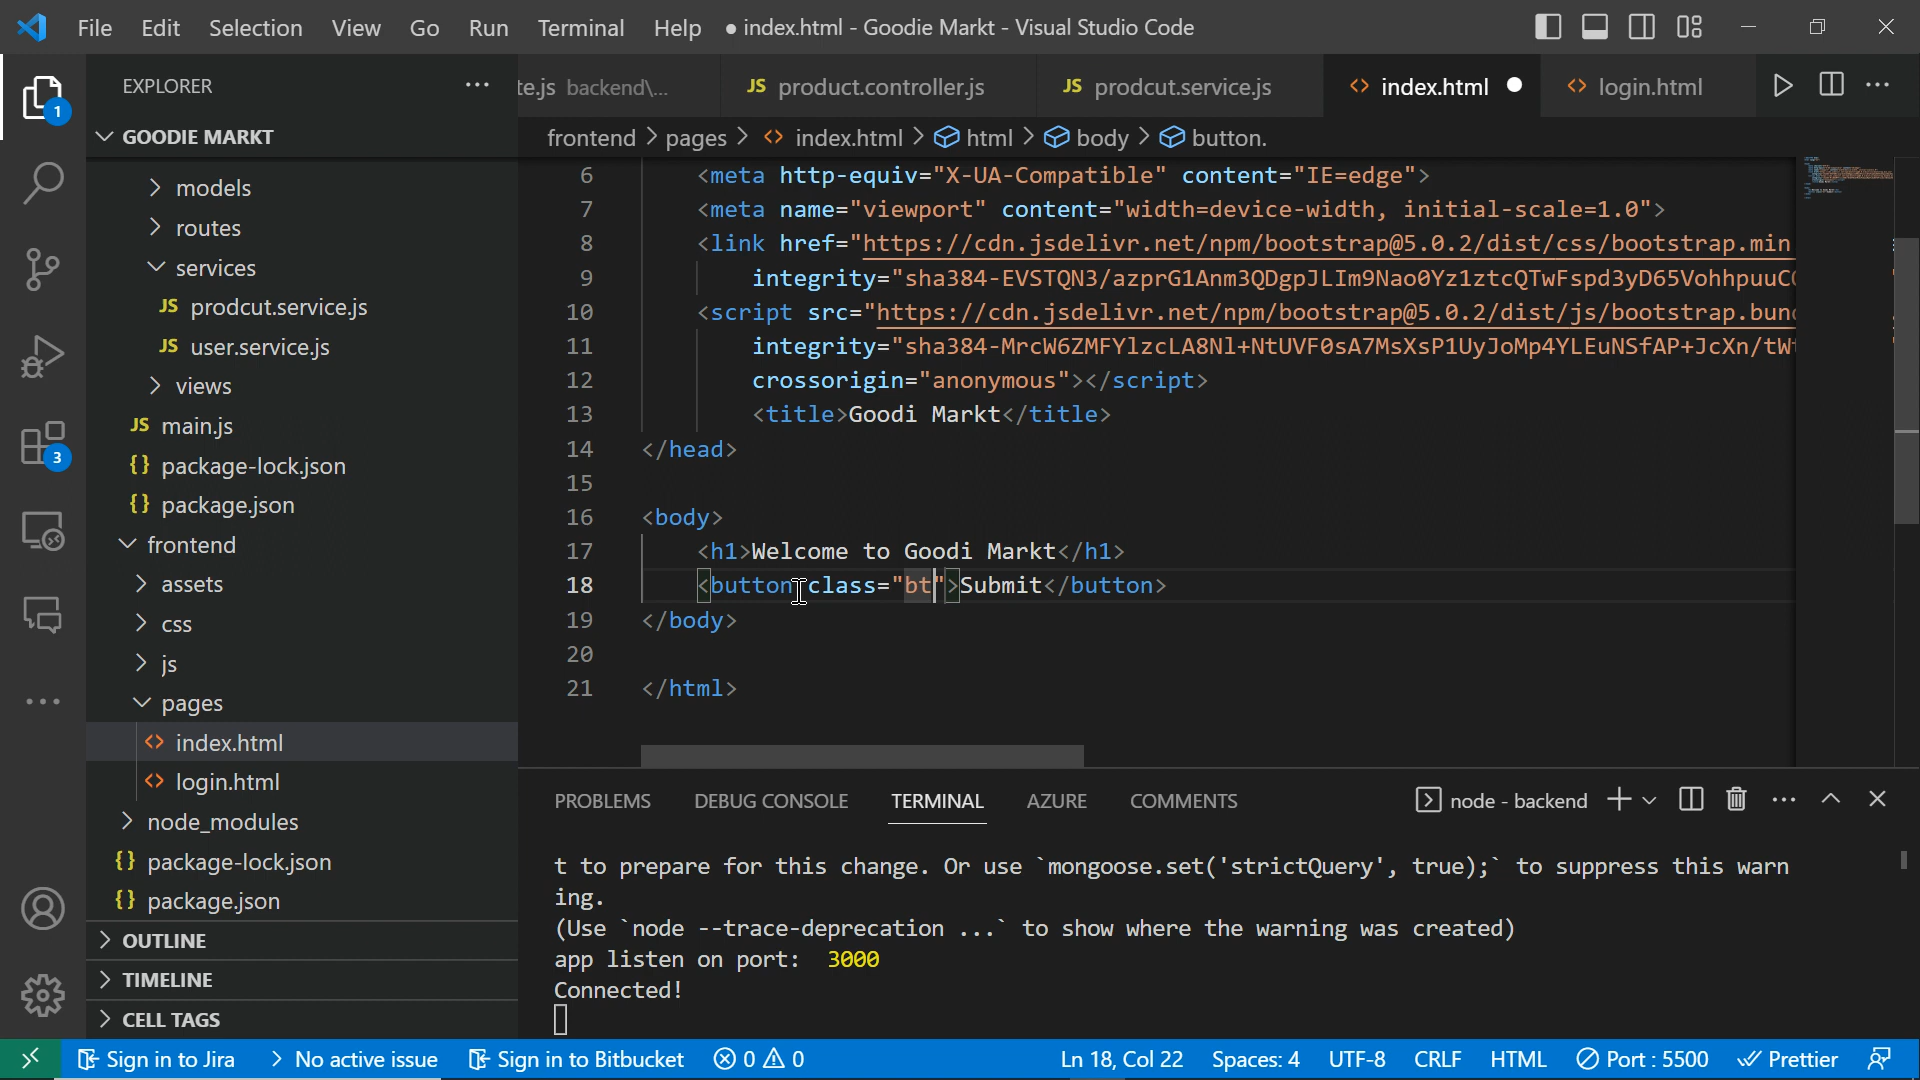 File Edit Selection View Go Run Terminal Help ● index.html - Goodie Markt - Visual Studio Code
EXPLORER
te.js backend\...
JS product.controller.js
JS prodcut.service.js
index.html
login.html
1
GOODIE MARKT
frontend > pages > index.html > html > body > button.
models
routes
services
JS prodcut.service.js
JS user.service.js
views
JS main.js
{} package-lock.json
{} package.json
frontend
assets
css
js
pages
index.html
login.html
node_modules
{} package-lock.json
{} package.json
OUTLINE
TIMELINE
CELL TAGS
3
6 <meta http-equiv="X-UA-Compatible" content="IE=edge">
7 <meta name="viewport" content="width=device-width, initial-scale=1.0">
8 <link href="https://cdn.jsdelivr.net/npm/bootstrap@5.0.2/dist/css/bootstrap.min
9 integrity="sha384-EVSTQN3/azprG1Anm3QDgpJLIm9Nao0Yz1ztcQTwFspd3yD65VohhpuuC
10 <script src="https://cdn.jsdelivr.net/npm/bootstrap@5.0.2/dist/js/bootstrap.bun
11 integrity="sha384-MrcW6ZMFYlzcLA8Nl+NtUVF0sA7MsXsP1UyJoMp4YLEuNSfAP+JcXn/tW
12 crossorigin="anonymous"></script>
13 <title>Goodi Markt</title>
14 </head>
15
16 <body>
17 <h1>Welcome to Goodi Markt</h1>
18 <button class="bt">Submit</button>
19 </body>
20
21 </html>
PROBLEMS DEBUG CONSOLE TERMINAL AZURE COMMENTS node - backend
t to prepare for this change. Or use `mongoose.set('strictQuery', true);` to suppress this warn
ing.
(Use `node --trace-deprecation ...` to show where the warning was created)
app listen on port: 3000
Connected!
Sign in to Jira > No active issue Sign in to Bitbucket 0 0 Ln 18, Col 22 Spaces: 4 UTF-8 CRLF HTML Port : 5500 Prettier